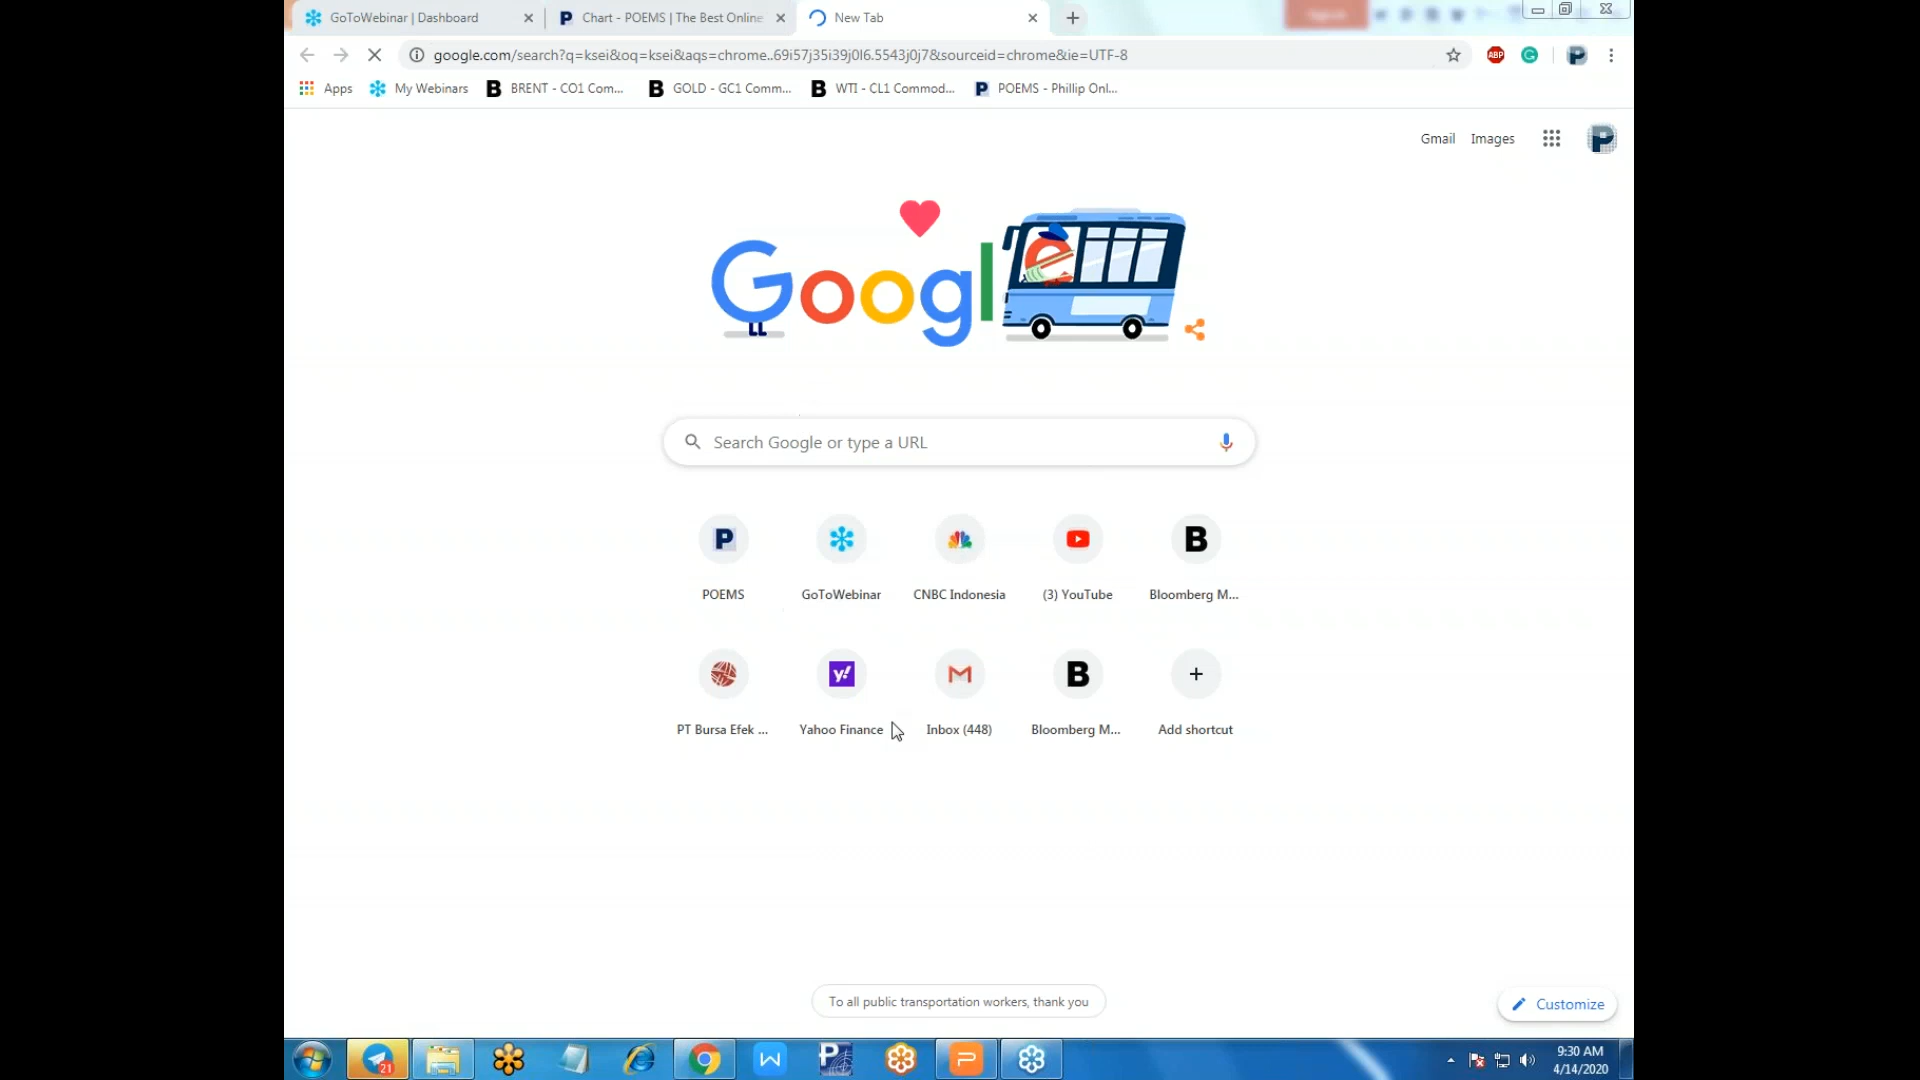 GoToWebinar | Dashboard
Chart - POEMS | The Best Online
New Tab
google.com/search?q=ksei&oq=ksei&aqs=chrome..69i57j35i39j0l6.5543j0j7&sourceid=chrome&ie=UTF-8
ABP
Apps
My Webinars
B BRENT - CO1 Com...
B GOLD - GC1 Comm...
B WTI - CL1 Commod...
P POEMS - Phillip Onl...
Gmail Images
Google
Search Google or type a URL
POEMS
GoToWebinar
CNBC Indonesia
(3) YouTube
Bloomberg M...
PT Bursa Efek ...
Yahoo Finance
Inbox (448)
Bloomberg M...
Add shortcut
To all public transportation workers, thank you
Customize
21
9:30 AM
4/14/2020